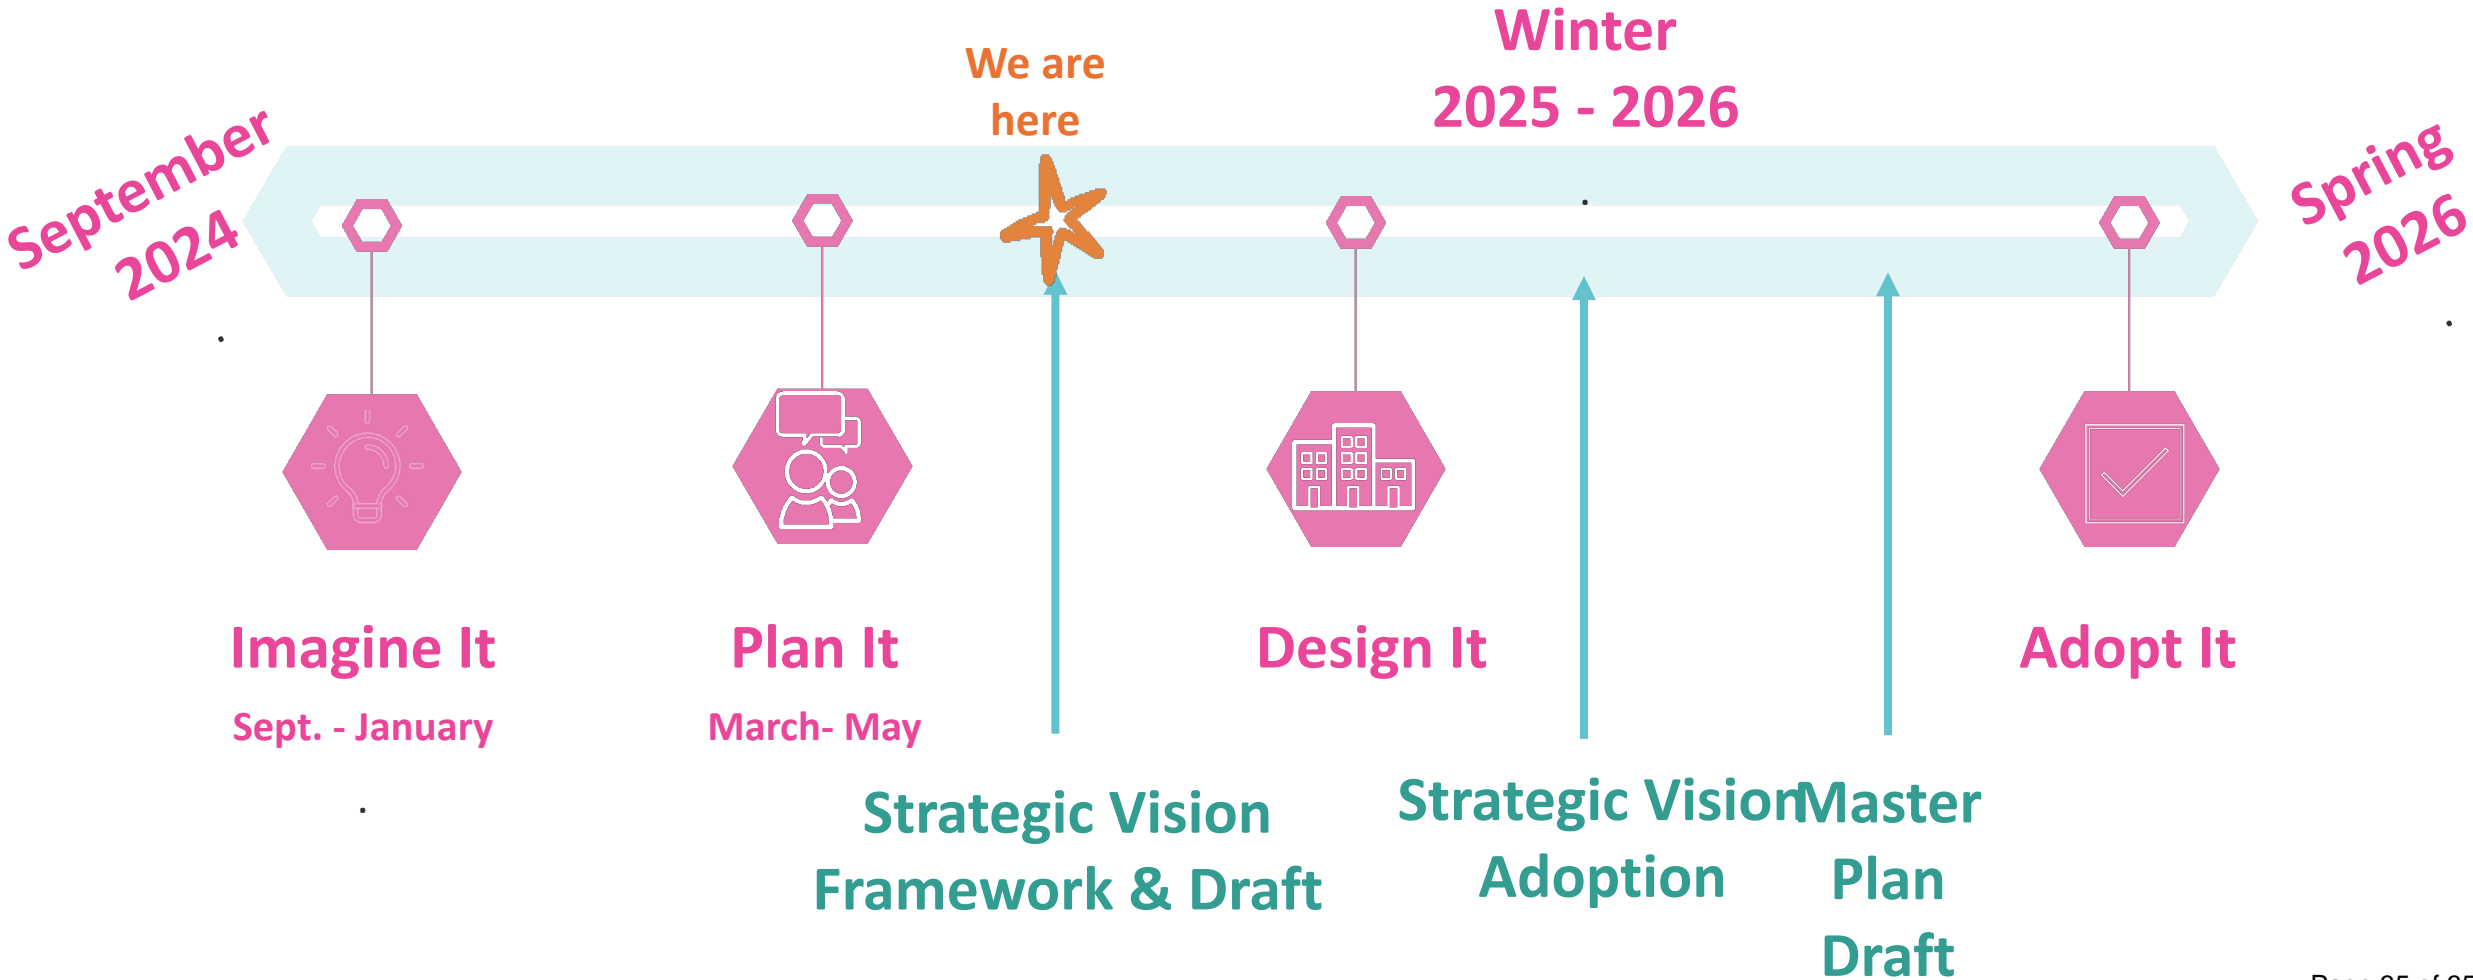 Winter
2025 - 2026
We are
here
September
2024
Spring
2026
Imagine It
Sept. - January
Plan It
March- May
Design It
Adopt It
Strategic Vision
Framework & Draft
Strategic Vision
Adoption
Master
Plan
Draft